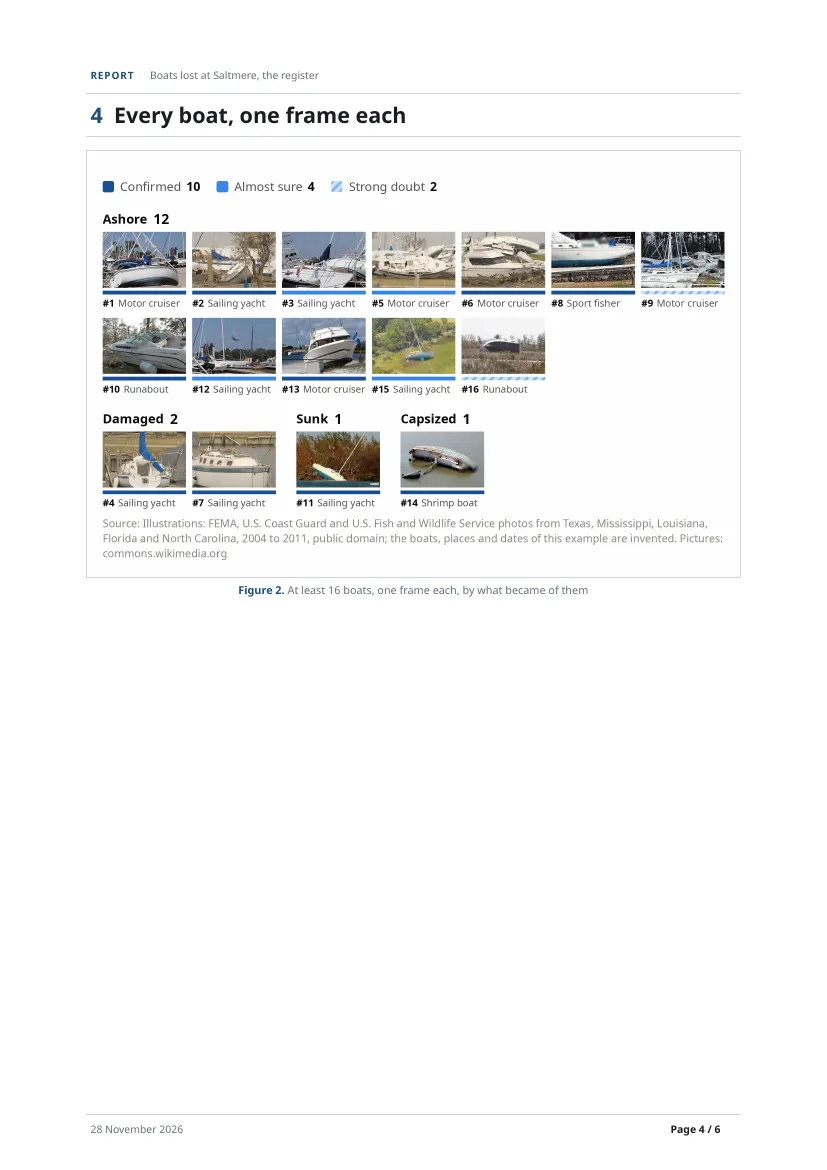 REPORT Boats lost at Saltmere, the register
4 Every boat, one frame each
Confirmed 10 Almost sure 4 Strong doubt 2
Ashore 12
#1 Motor cruiser #2 Sailing yacht #3 Sailing yacht #5 Motor cruiser #6 Motor cruiser #8 Sport fisher #9 Motor cruiser
#10 Runabout #12 Sailing yacht #13 Motor cruiser #15 Sailing yacht #16 Runabout
Damaged 2 Sunk 1 Capsized 1
#4 Sailing yacht #7 Sailing yacht #11 Sailing yacht #14 Shrimp boat
Source: Illustrations: FEMA, U.S. Coast Guard and U.S. Fish and Wildlife Service photos from Texas, Mississippi, Louisiana,
Florida and North Carolina, 2004 to 2011, public domain; the boats, places and dates of this example are invented. Pictures:
commons.wikimedia.org
Figure 2. At least 16 boats, one frame each, by what became of them
28 November 2026 Page 4 / 6